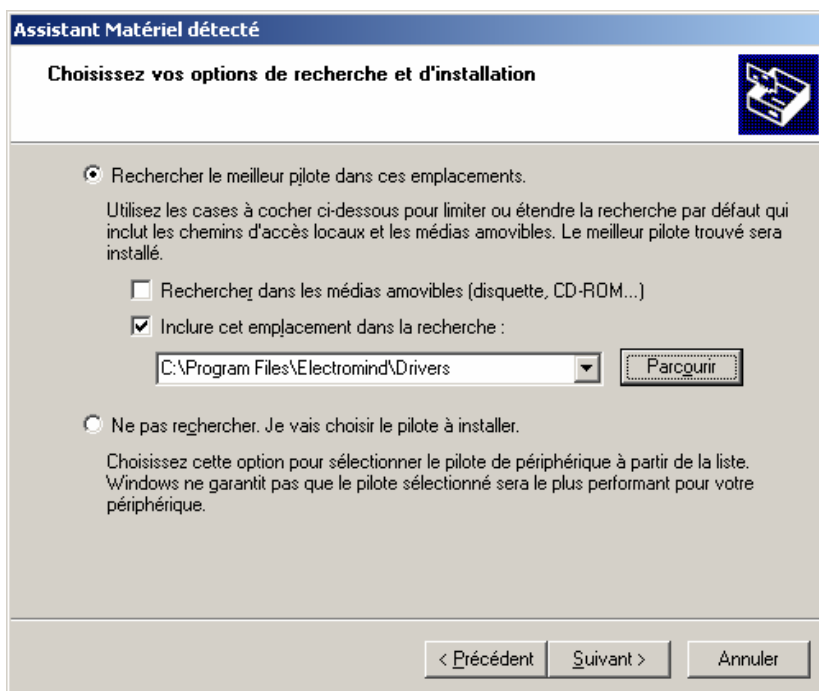 Assistant Matériel détecté
Choisissez vos options de recherche et d'installation
Rechercher le meilleur pilote dans ces emplacements.
Utilisez les cases à cocher ci-dessous pour limiter ou étendre la recherche par défaut qui
inclut les chemins d'accès locaux et les médias amovibles. Le meilleur pilote trouvé sera
installé.
Rechercher dans les médias amovibles (disquette, CD-ROM...)
Inclure cet emplacement dans la recherche :
C:\Program Files\Electromind\Drivers
Parcourir
Ne pas rechercher. Je vais choisir le pilote à installer.
Choisissez cette option pour sélectionner le pilote de périphérique à partir de la liste.
Windows ne garantit pas que le pilote sélectionné sera le plus performant pour votre
périphérique.
< Précédent
Suivant >
Annuler